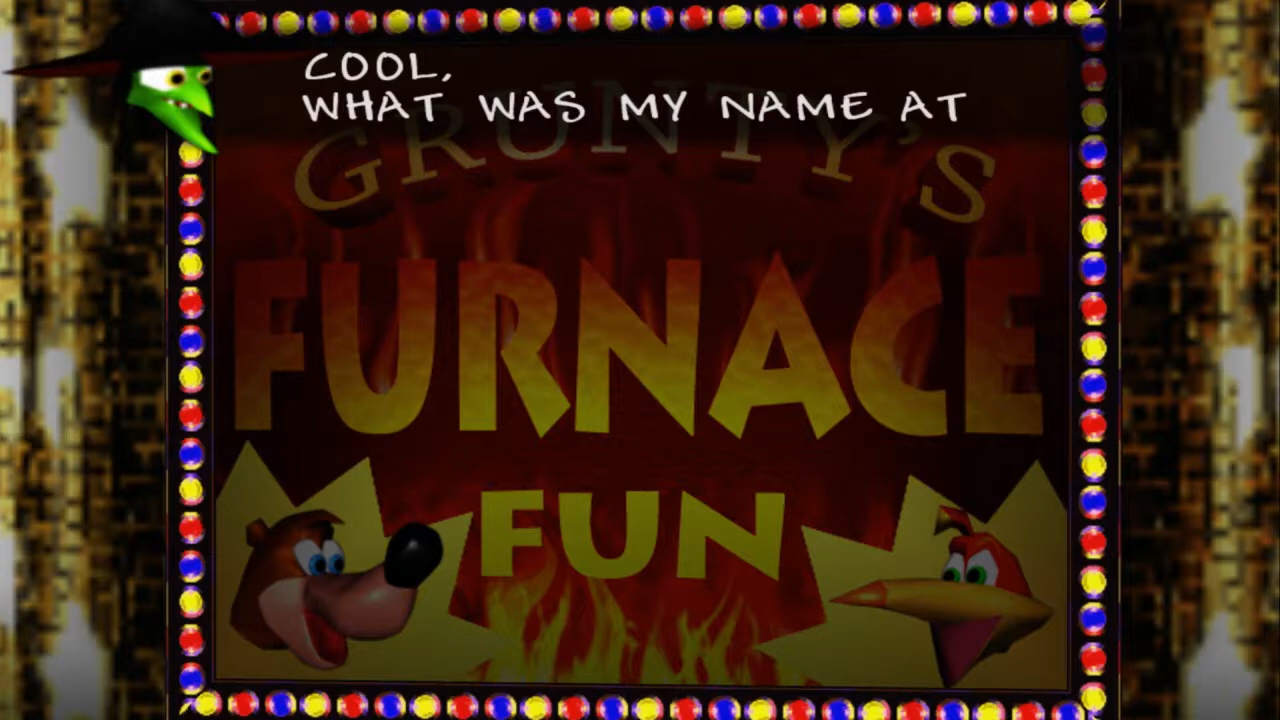 COOL,
WHAT WAS MY NAME AT
GRUNTY'S
FURNACE
FUN